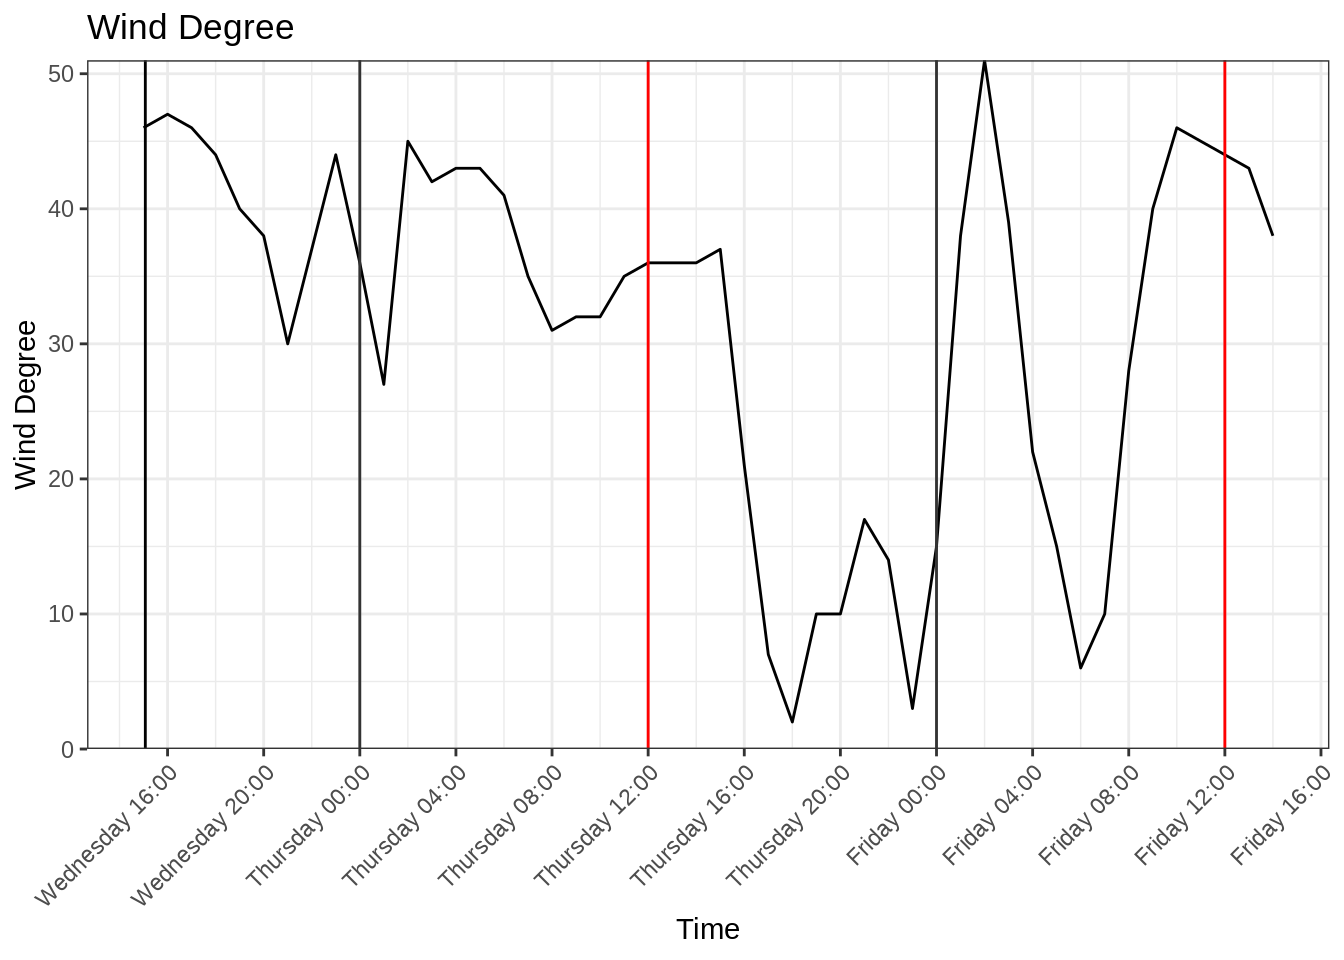 Wind Degree
Wind Degree
50
40
30
20
10
0
Wednesday 16:00
Wednesday 20:00
Thursday 00:00
Thursday 04:00
Thursday 08:00
Thursday 12:00
Thursday 16:00
Thursday 20:00
Friday 00:00
Friday 04:00
Friday 08:00
Friday 12:00
Friday 16:00
Time